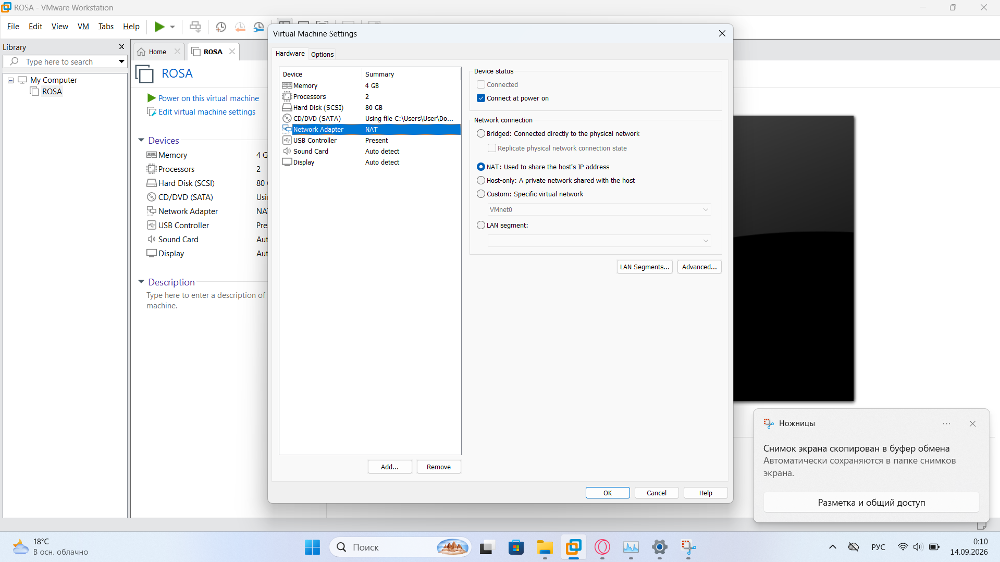 ROSA - VMware Workstation
File Edit View VM Tabs Help
Library
Type here to search
My Computer
ROSA
Home
ROSA
ROSA
Power on this virtual machine
Edit virtual machine settings
Devices
Memory 4 G
Processors 2
Hard Disk (SCSI) 80
CD/DVD (SATA) Usi
Network Adapter NA
USB Controller Pre
Sound Card Aut
Display Aut
Description
Type here to enter a description of
machine.
Virtual Machine Settings
Hardware Options
Device Summary
Memory 4 GB
Processors 2
Hard Disk (SCSI) 80 GB
CD/DVD (SATA) Using file C:\Users\User\Do...
Network Adapter NAT
USB Controller Present
Sound Card Auto detect
Display Auto detect
Add... Remove
Device status
Connected
Connect at power on
Network connection
Bridged: Connected directly to the physical network
Replicate physical network connection state
NAT: Used to share the host's IP address
Host-only: A private network shared with the host
Custom: Specific virtual network
VMnet0
LAN segment:
LAN Segments... Advanced...
OK Cancel Help
Ножницы
Снимок экрана скопирован в буфер обмена
Автоматически сохраняются в папке снимков
экрана.
Разметка и общий доступ
18°C
В осн. облачно
Поиск
РУС
0:10
14.09.2026